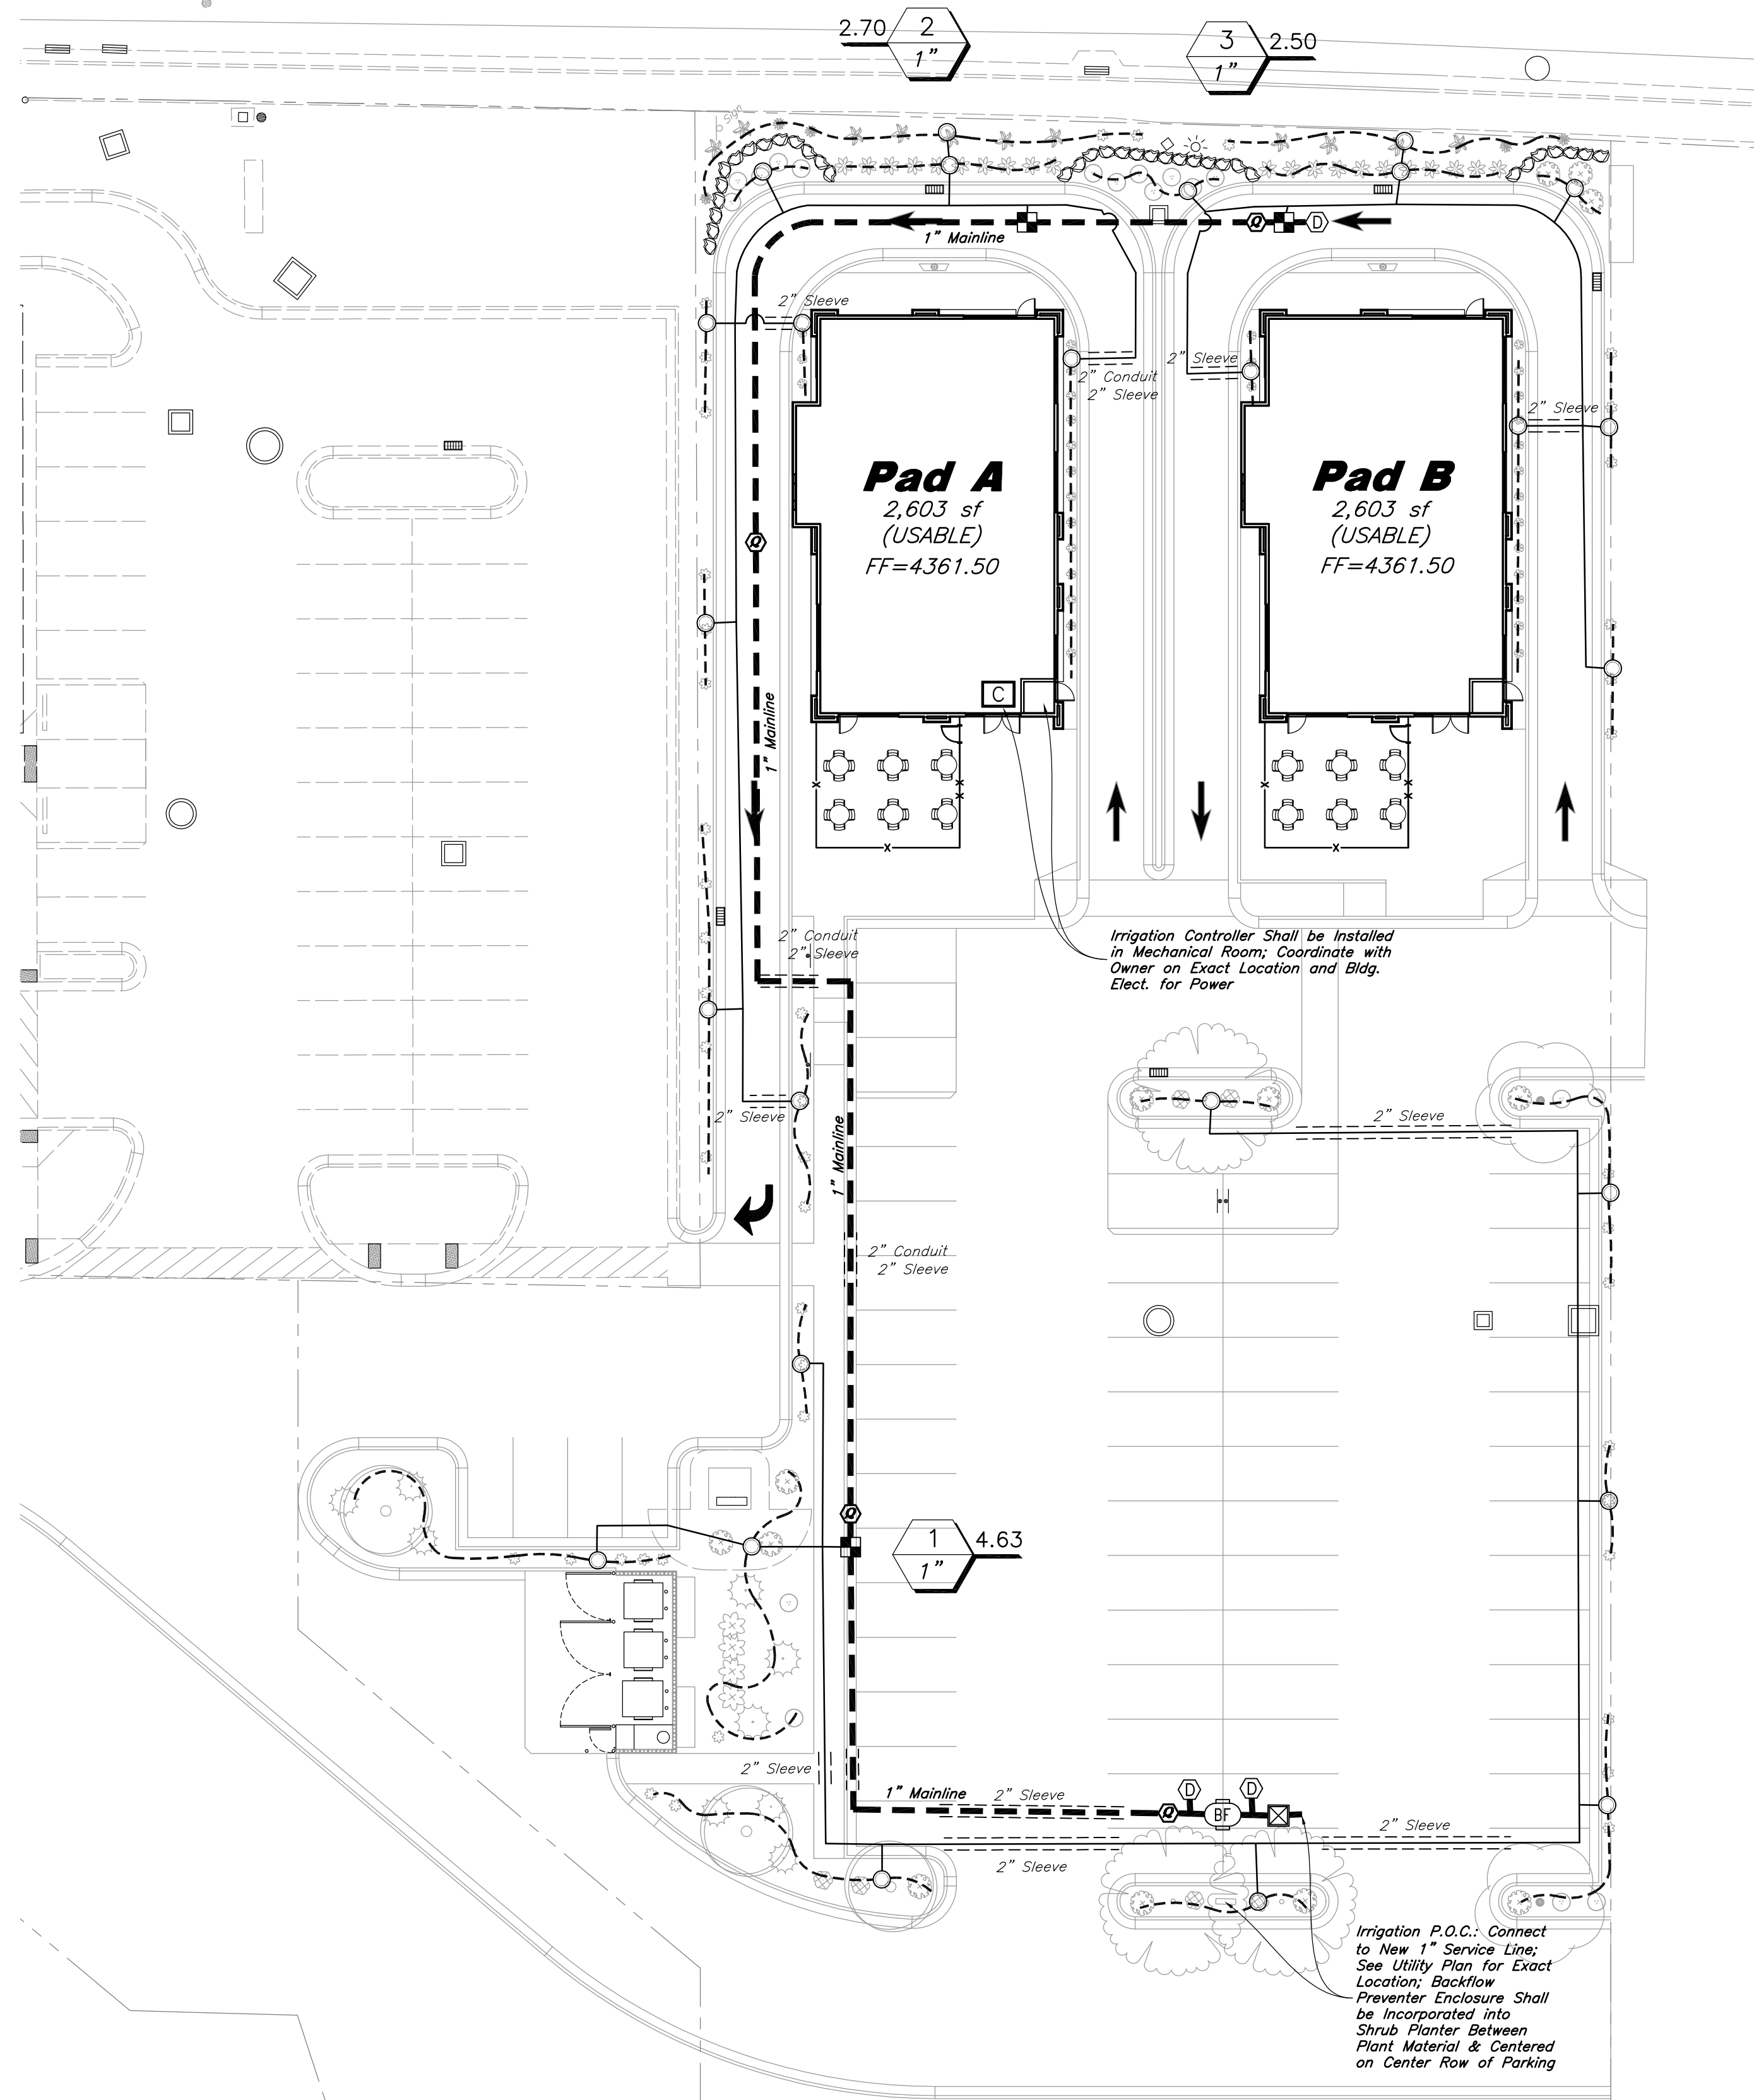 2.70
2
1”
3
1”
2.50
Sign
Q
D
1” Mainline
2” Sleeve
2” Conduit
2” Sleeve
2” Sleeve
2” Sleeve
Pad A
2,603 sf
(USABLE)
FF=4361.50
Pad B
2,603 sf
(USABLE)
FF=4361.50
Q
C
1” Mainline
x
x
x
x
x
x
x
x
2” Conduit
2” Sleeve
Irrigation Controller Shall be Installed
in Mechanical Room; Coordinate with
Owner on Exact Location and Bldg.
Elect. for Power
2” Sleeve
2” Sleeve
1” Mainline
2” Conduit
2” Sleeve
Q
1
1”
4.63
2” Sleeve
1” Mainline
2” Sleeve
D
D
Q
BF
2” Sleeve
2” Sleeve
Irrigation P.O.C.: Connect
to New 1” Service Line;
See Utility Plan for Exact
Location; Backflow
Preventer Enclosure Shall
be Incorporated into
Shrub Planter Between
Plant Material & Centered
on Center Row of Parking